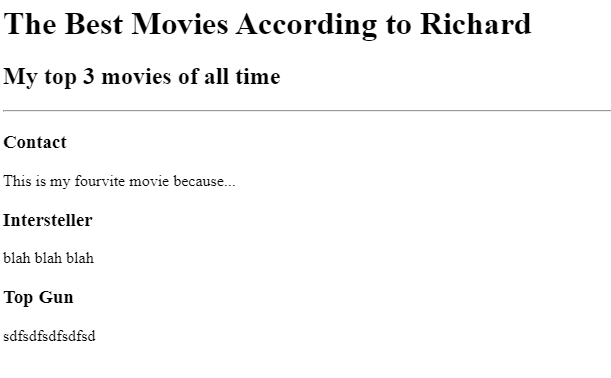 The Best Movies According to Richard
My top 3 movies of all time
Contact
This is my fourvite movie because...
Intersteller
blah blah blah
Top Gun
sdfsdfsdfsdfsd